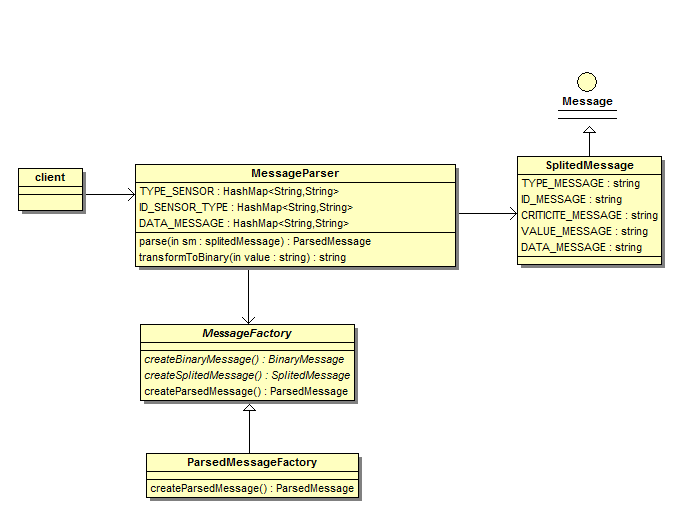 Message
client
MessageParser
TYPE_SENSOR : HashMap<String,String>
ID_SENSOR_TYPE : HashMap<String,String>
DATA_MESSAGE : HashMap<String,String>
parse(in sm : splitedMessage) : ParsedMessage
transformToBinary(in value : string) : string
SplitedMessage
TYPE_MESSAGE : string
ID_MESSAGE : string
CRITICITE_MESSAGE : string
VALUE_MESSAGE : string
DATA_MESSAGE : string
MessageFactory
createBinaryMessage() : BinaryMessage
createSplitedMessage() : SplitedMessage
createParsedMessage() : ParsedMessage
ParsedMessageFactory
createParsedMessage() : ParsedMessage